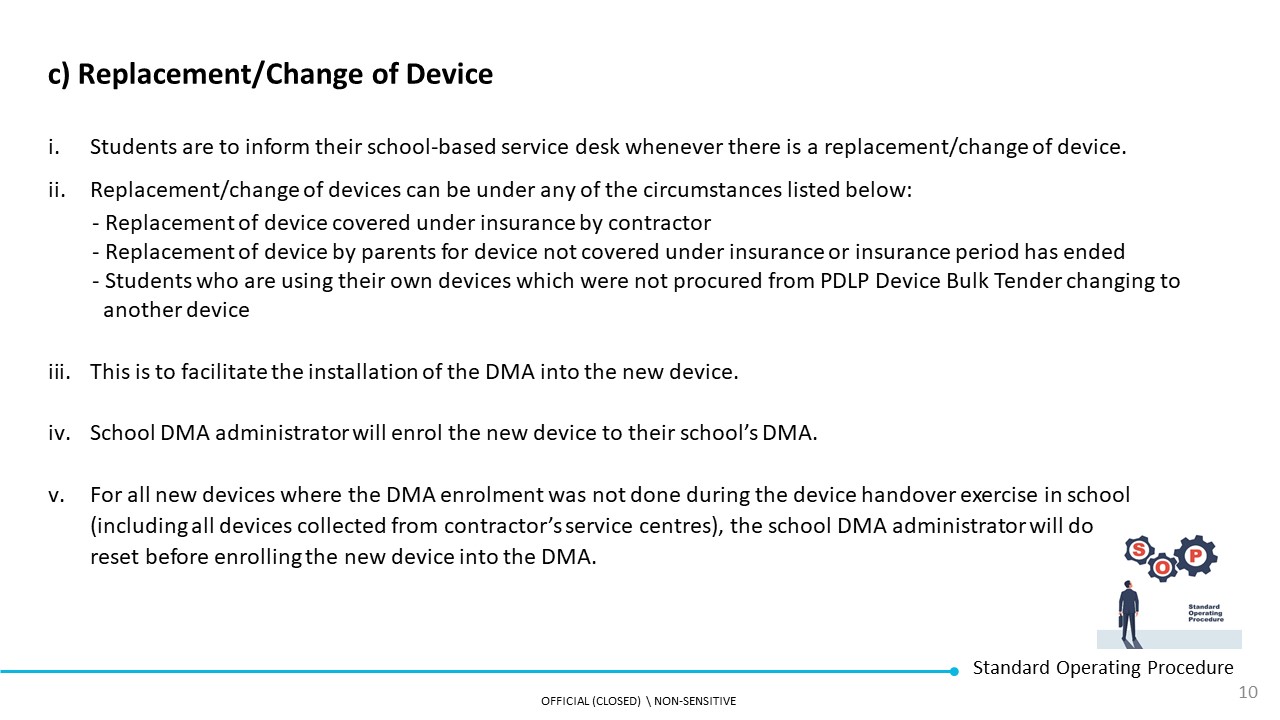 c) Replacement/Change of Device
i. Students are to inform their school-based service desk whenever there is a replacement/change of device.
ii. Replacement/change of devices can be under any of the circumstances listed below:
- Replacement of device covered under insurance by contractor
- Replacement of device by parents for device not covered under insurance or insurance period has ended
- Students who are using their own devices which were not procured from PDLP Device Bulk Tender changing to
another device
iii. This is to facilitate the installation of the DMA into the new device.
iv. School DMA administrator will enrol the new device to their school’s DMA.
v. For all new devices where the DMA enrolment was not done during the device handover exercise in school
(including all devices collected from contractor’s service centres), the school DMA administrator will do
reset before enrolling the new device into the DMA.
S O P
Standard
Operating
Procedure
Standard Operating Procedure
OFFICIAL (CLOSED) \ NON-SENSITIVE
10